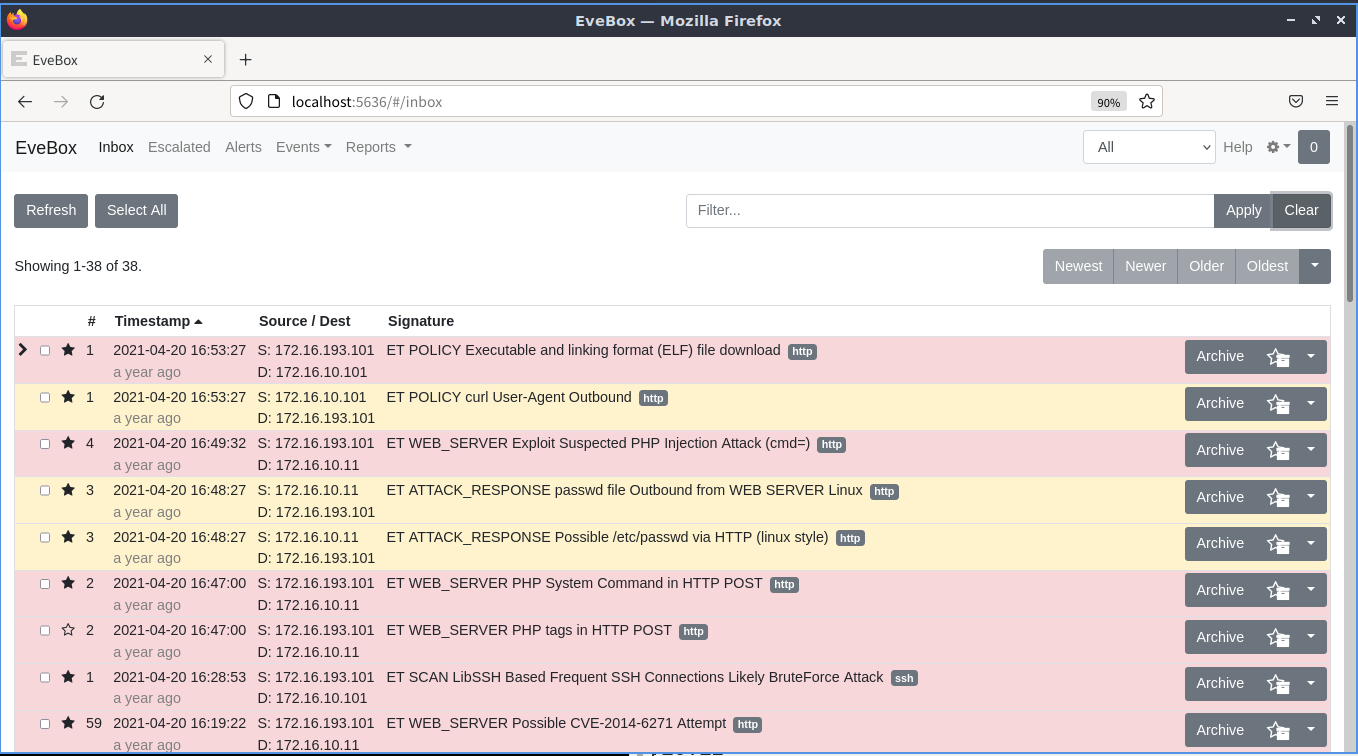 EveBox — Mozilla Firefox
EveBox
localhost:5636/#/inbox 90%
EveBox Inbox Escalated Alerts Events Reports All Help 0
Refresh Select All Filter... Apply Clear
Showing 1-38 of 38. Newest Newer Older Oldest
# Timestamp Source / Dest Signature
1 2021-04-20 16:53:27 S: 172.16.193.101 ET POLICY Executable and linking format (ELF) file download http Archive
a year ago D: 172.16.10.101
1 2021-04-20 16:53:27 S: 172.16.10.101 ET POLICY curl User-Agent Outbound http Archive
a year ago D: 172.16.193.101
4 2021-04-20 16:49:32 S: 172.16.193.101 ET WEB_SERVER Exploit Suspected PHP Injection Attack (cmd=) http Archive
a year ago D: 172.16.10.11
3 2021-04-20 16:48:27 S: 172.16.10.11 ET ATTACK_RESPONSE passwd file Outbound from WEB SERVER Linux http Archive
a year ago D: 172.16.193.101
3 2021-04-20 16:48:27 S: 172.16.10.11 ET ATTACK_RESPONSE Possible /etc/passwd via HTTP (linux style) http Archive
a year ago D: 172.16.193.101
2 2021-04-20 16:47:00 S: 172.16.193.101 ET WEB_SERVER PHP System Command in HTTP POST http Archive
a year ago D: 172.16.10.11
2 2021-04-20 16:47:00 S: 172.16.193.101 ET WEB_SERVER PHP tags in HTTP POST http Archive
a year ago D: 172.16.10.11
1 2021-04-20 16:28:53 S: 172.16.193.101 ET SCAN LibSSH Based Frequent SSH Connections Likely BruteForce Attack ssh Archive
a year ago D: 172.16.10.101
59 2021-04-20 16:19:22 S: 172.16.193.101 ET WEB_SERVER Possible CVE-2014-6271 Attempt http Archive
a year ago D: 172.16.10.11